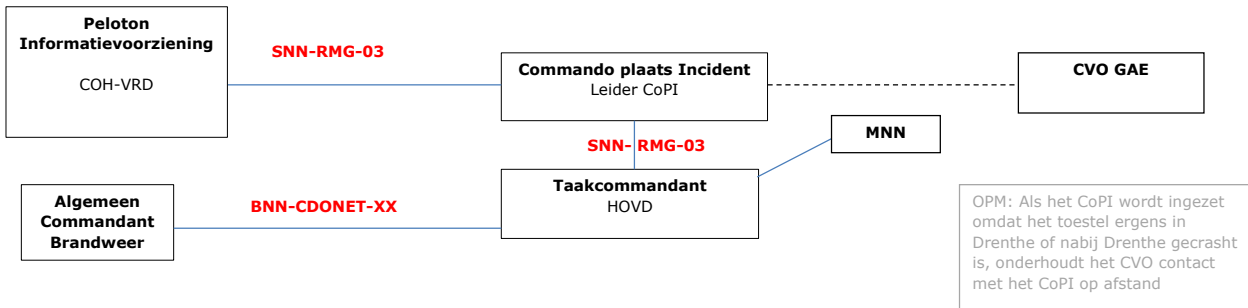 Peloton
Informatievoorziening
COH-VRD
SNN-RMG-03
Commando plaats Incident
Leider CoPI
CVO GAE
MNN
SNN- RMG-03
Taakcommandant
HOVD
Algemeen
Commandant
Brandweer
BNN-CDONET-XX
OPM: Als het CoPI wordt ingezet
omdat het toestel ergens in
Drenthe of nabij Drenthe gecrasht
is, onderhoudt het CVO contact
met het CoPI op afstand